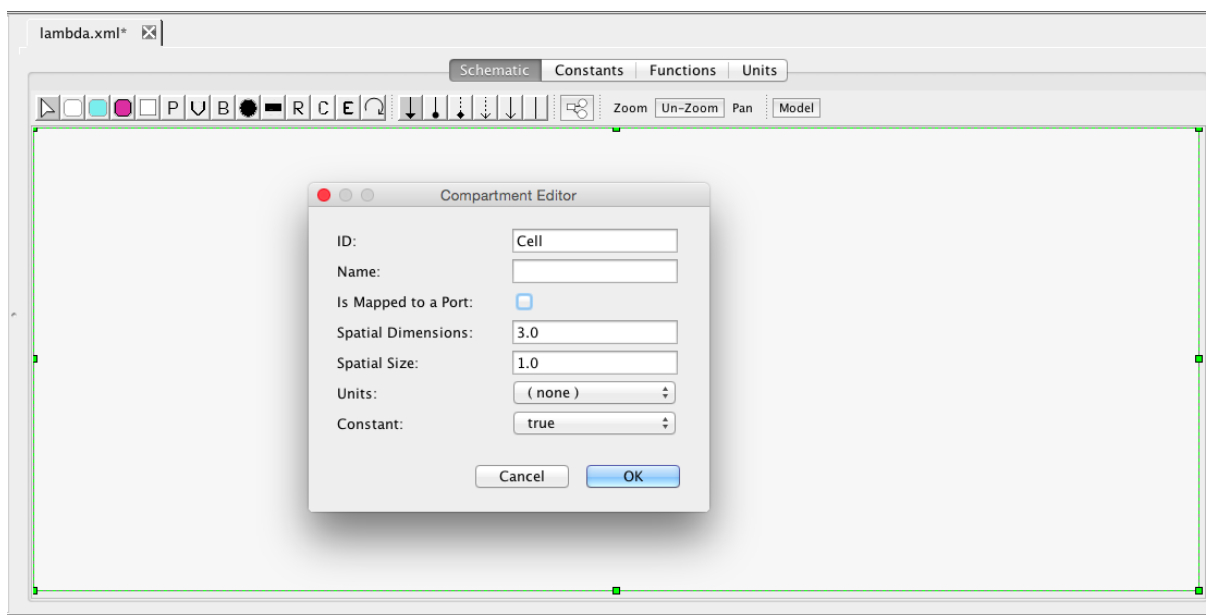 lambda.xml*
Schematic Constants Functions Units
P V B R C E Zoom Un-Zoom Pan Model
Compartment Editor
ID: Cell
Name:
Is Mapped to a Port:
Spatial Dimensions: 3.0
Spatial Size: 1.0
Units: ( none )
Constant: true
Cancel OK